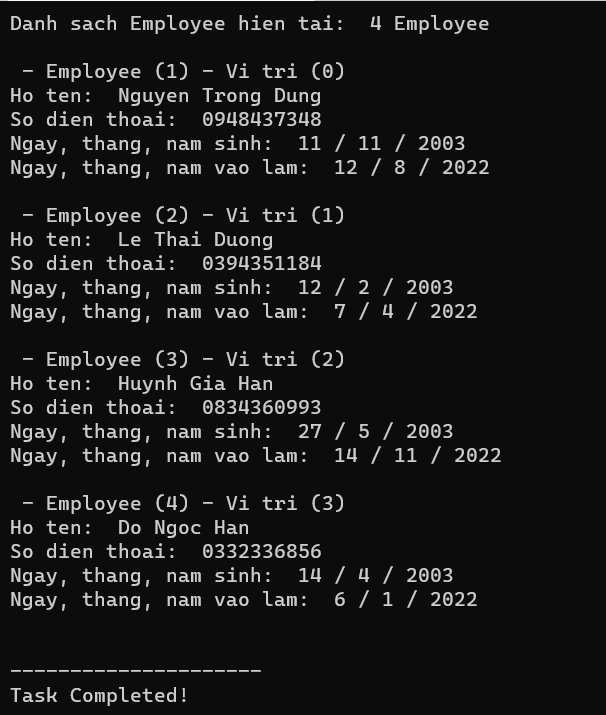 Danh sach Employee hien tai:  4 Employee
 - Employee (1) - Vi tri (0)
Ho ten:  Nguyen Trong Dung
So dien thoai:  0948437348
Ngay, thang, nam sinh:  11 / 11 / 2003
Ngay, thang, nam vao lam:  12 / 8 / 2022
 - Employee (2) - Vi tri (1)
Ho ten:  Le Thai Duong
So dien thoai:  0394351184
Ngay, thang, nam sinh:  12 / 2 / 2003
Ngay, thang, nam vao lam:  7 / 4 / 2022
 - Employee (3) - Vi tri (2)
Ho ten:  Huynh Gia Han
So dien thoai:  0834360993
Ngay, thang, nam sinh:  27 / 5 / 2003
Ngay, thang, nam vao lam:  14 / 11 / 2022
 - Employee (4) - Vi tri (3)
Ho ten:  Do Ngoc Han
So dien thoai:  0332336856
Ngay, thang, nam sinh:  14 / 4 / 2003
Ngay, thang, nam vao lam:  6 / 1 / 2022
---------------------
Task Completed!